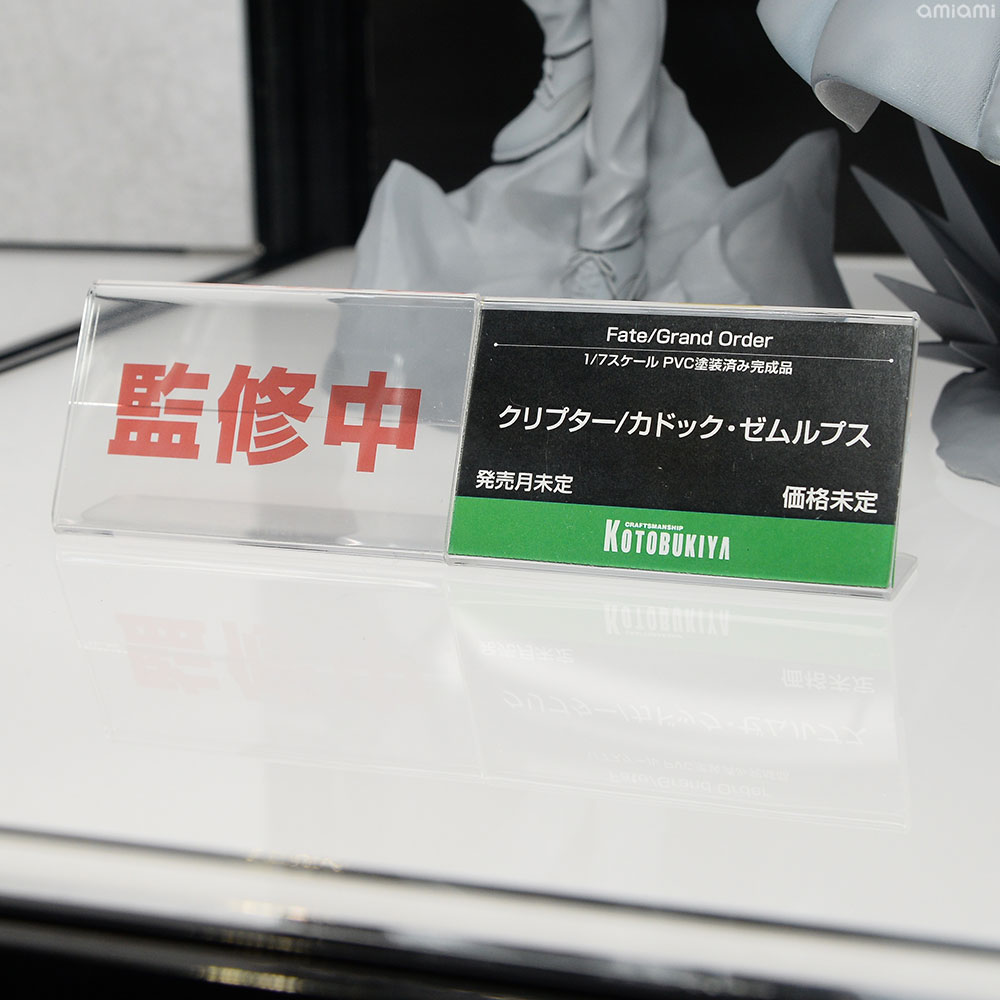 amiami
監修中
Fate/Grand Order
1/7スケール PVC塗装済み完成品
クリプター/カドック・ゼムルプス
発売月未定
価格未定
CRAFTSMANSHIP
KOTOBUKIYA